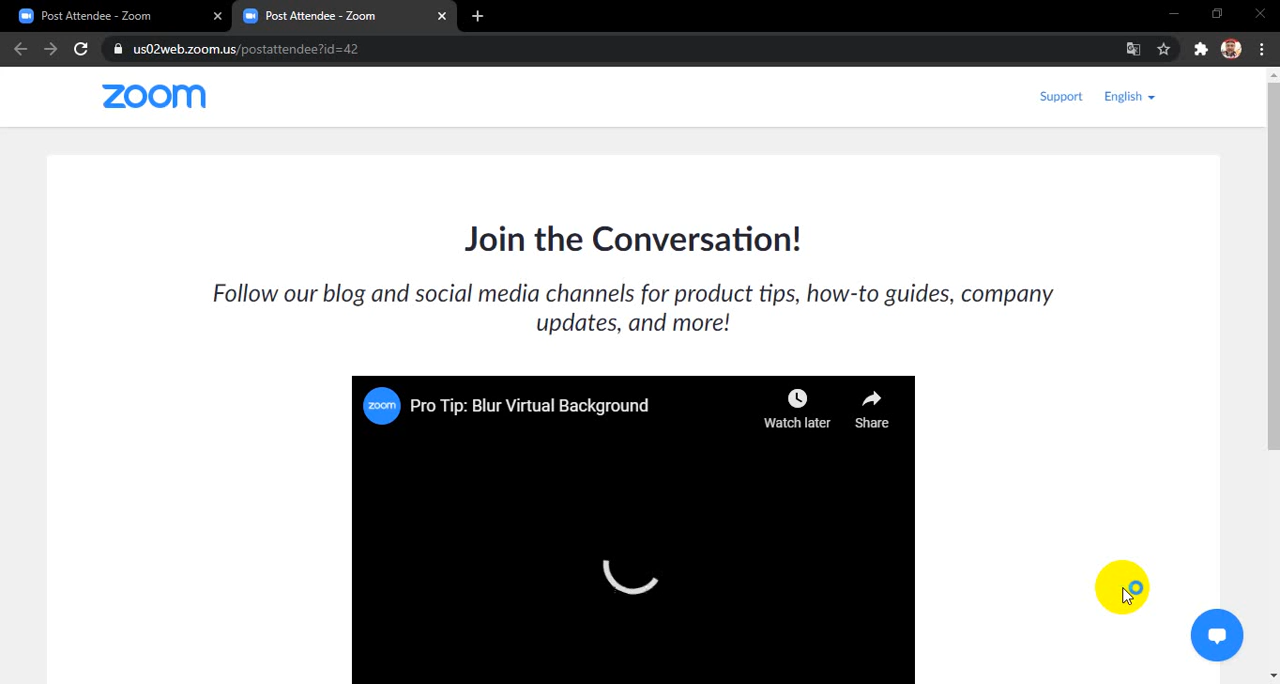 Post Attendee - Zoom
Post Attendee - Zoom
us02web.zoom.us/postattendee?id=42
zoom
Support
English
Join the Conversation!
Follow our blog and social media channels for product tips, how-to guides, company
updates, and more!
zoom
Pro Tip: Blur Virtual Background
Watch later
Share